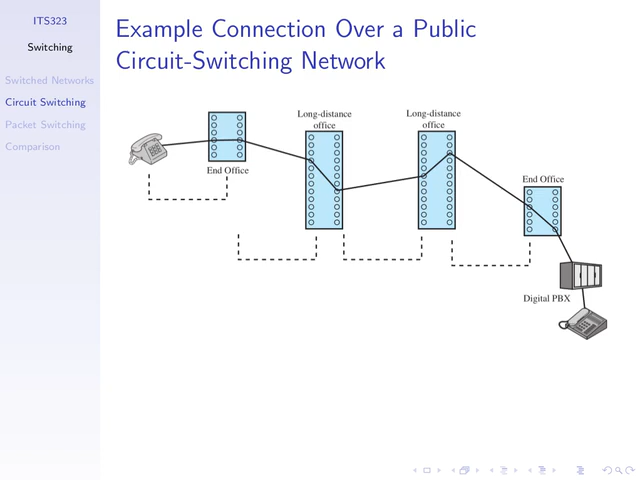 ITS323
Switching
Switched Networks
Circuit Switching
Packet Switching
Comparison
Example Connection Over a Public
Circuit-Switching Network
Long-distance
office
Long-distance
office
End Office
End Office
Digital PBX